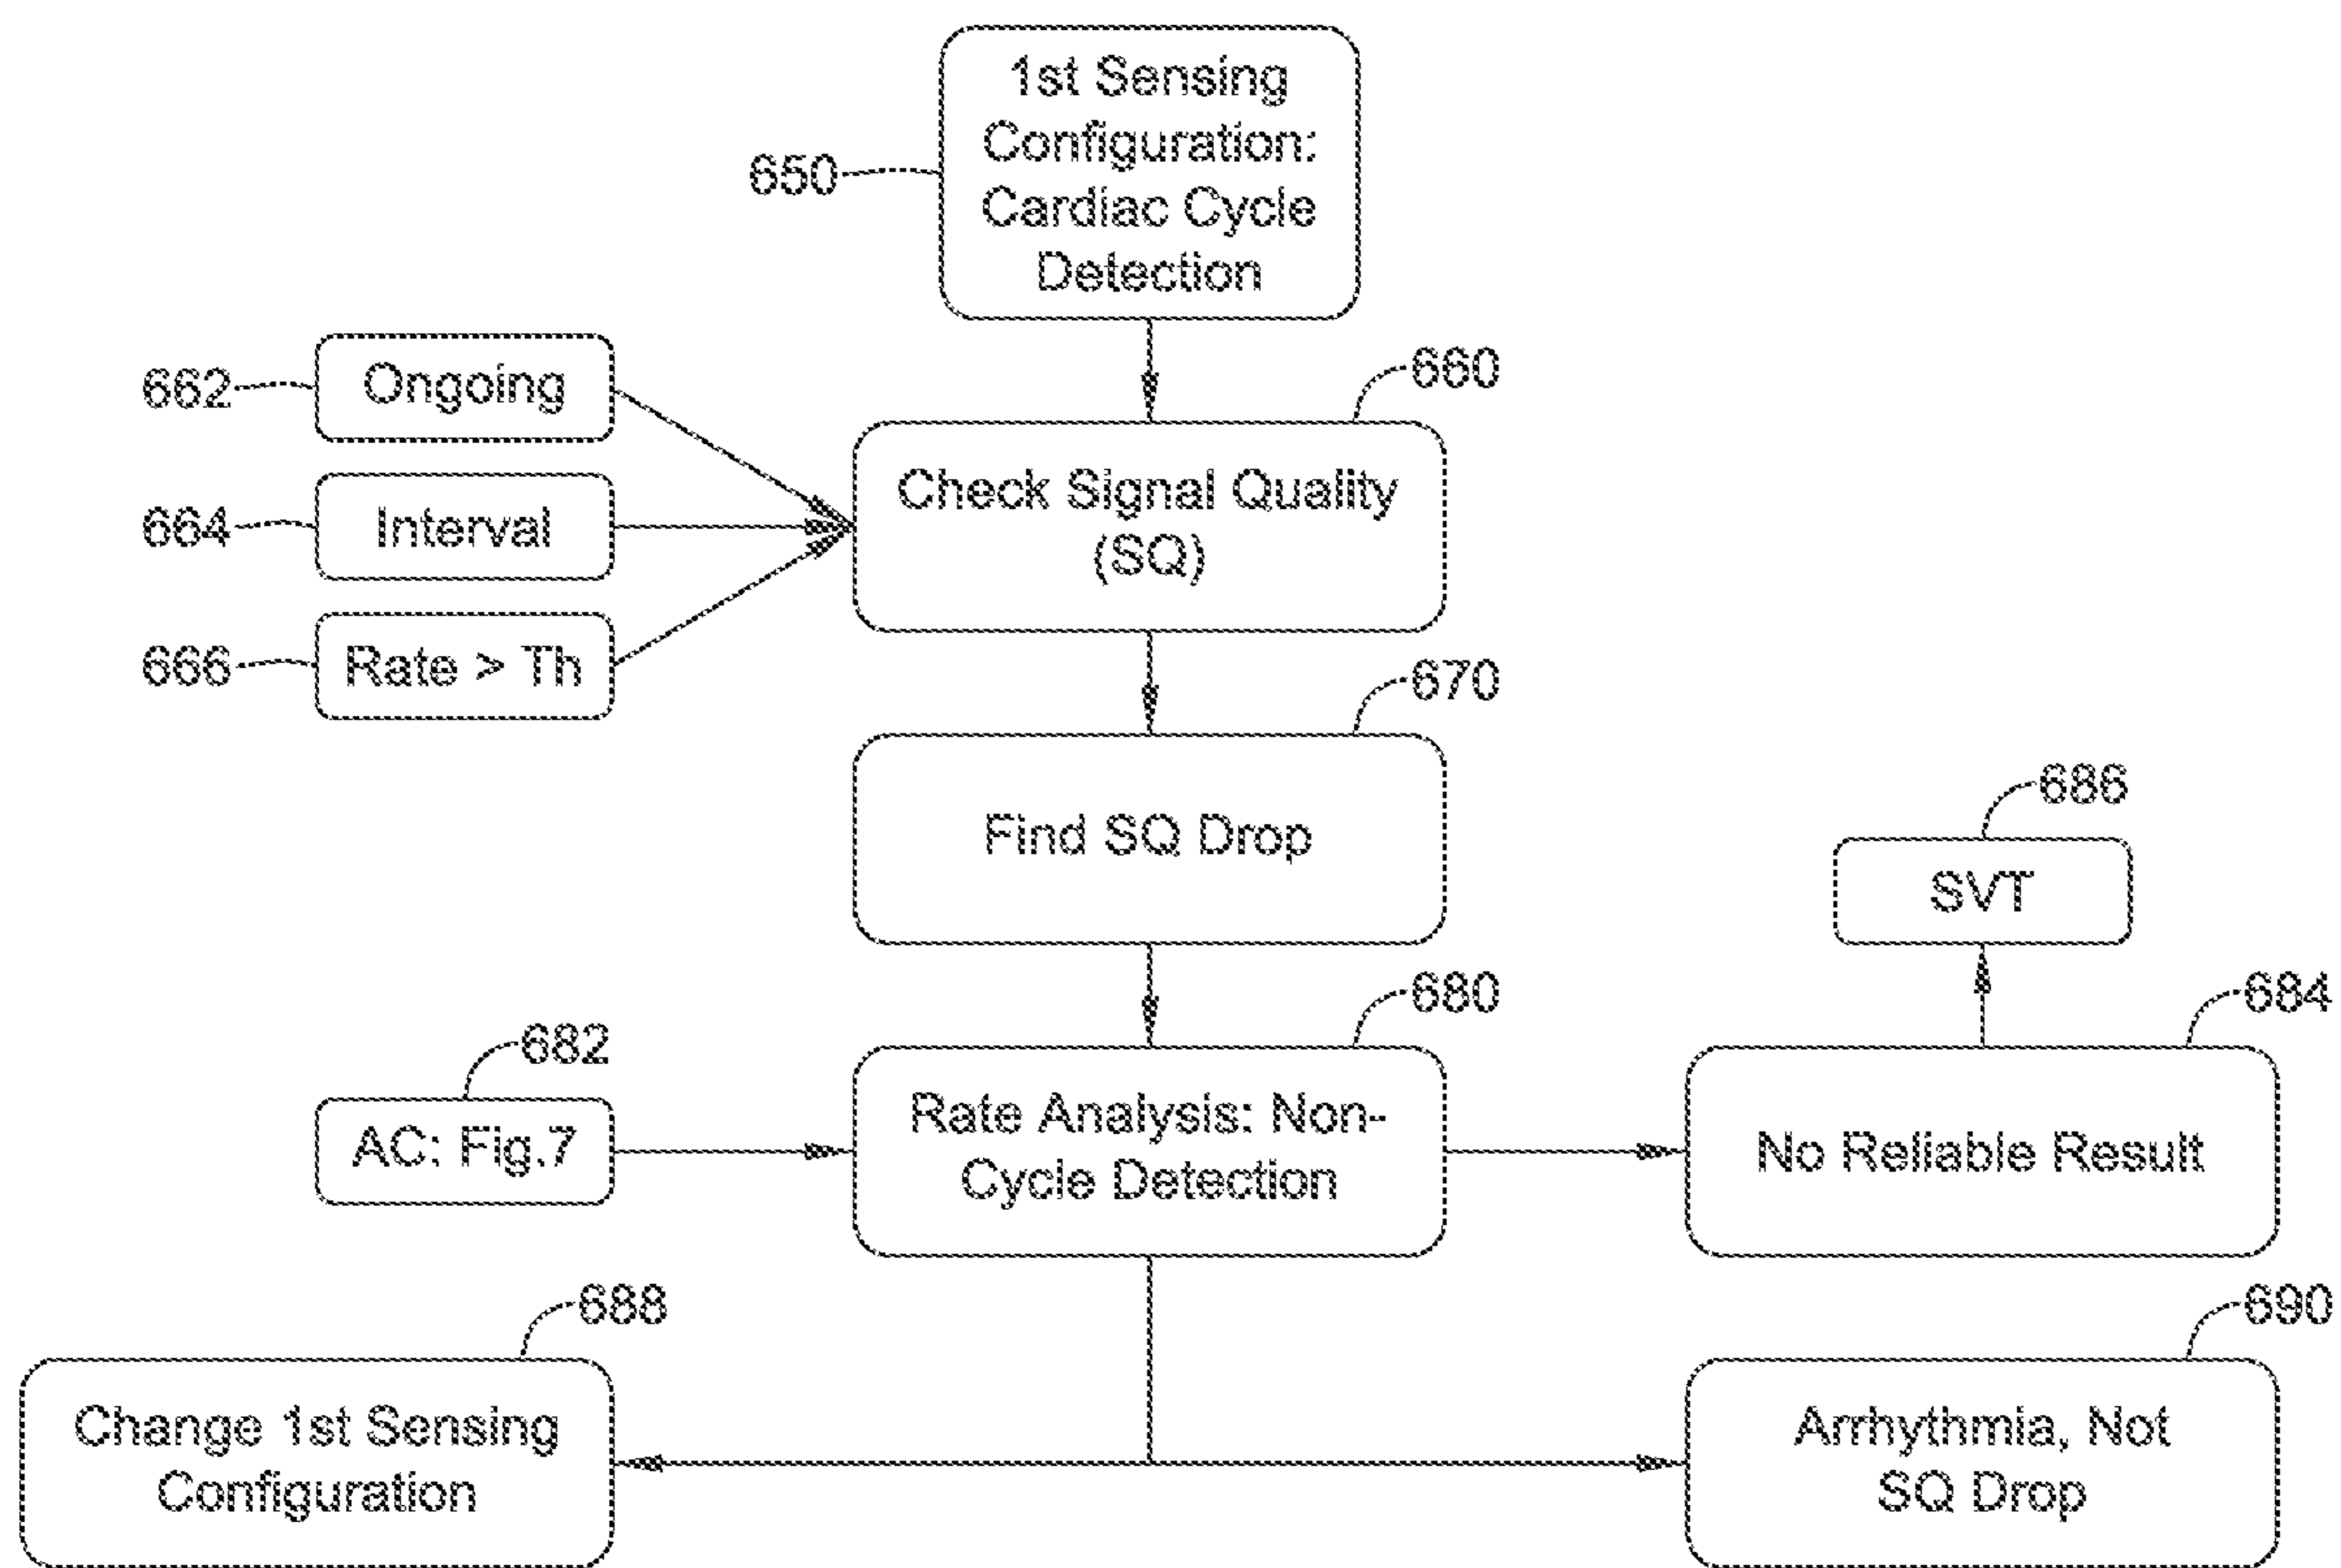 1st Sensing
Configuration:
Cardiac Cycle
Detection
650
660
662
Ongoing
Check Signal Quality
(SQ)
664
Interval
666
Rate > Th
670
Find SQ Drop
686
SVT
680
684
682
AC: Fig.7
Rate Analysis: Non-
Cycle Detection
No Reliable Result
688
690
Change 1st Sensing
Configuration
Arrhythmia, Not
SQ Drop